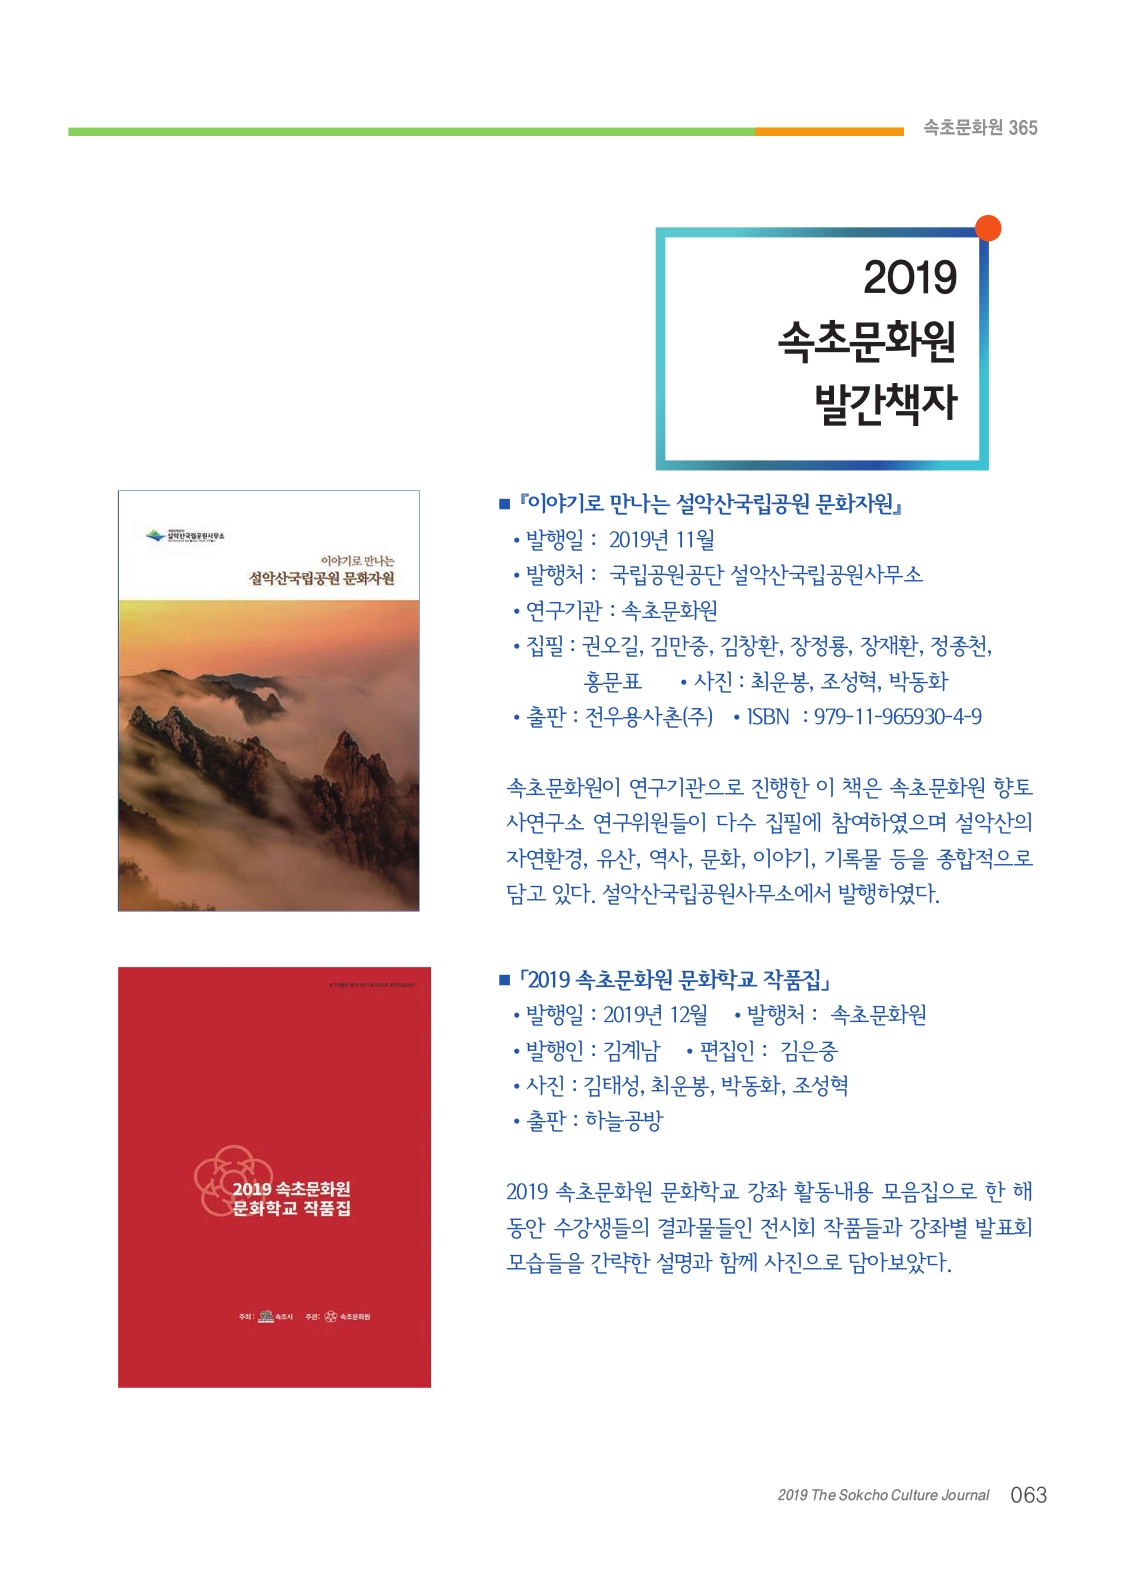 속초문화원 365
2019
속초문화원
발간책자
설악산국립공원사무소
이야기로 만나는
설악산국립공원 문화자원
■ 『이야기로 만나는 설악산국립공원 문화자원』
• 발행일 : 2019년 11월
• 발행처 : 국립공원공단 설악산국립공원사무소
• 연구기관 : 속초문화원
• 집필 : 권오길, 김만중, 김창환, 장정룡, 장재환, 정종천,
홍문표 • 사진 : 최운봉, 조성혁, 박동화
• 출판 : 전우용사촌(주) • ISBN : 979-11-965930-4-9
속초문화원이 연구기관으로 진행한 이 책은 속초문화원 향토
사연구소 연구위원들이 다수 집필에 참여하였으며 설악산의
자연환경, 유산, 역사, 문화, 이야기, 기록물 등을 종합적으로
담고 있다. 설악산국립공원사무소에서 발행하였다.
2019 속초문화원
문화학교 작품집
주최 : 속초시 주관 : 속초문화원
■ 「2019 속초문화원 문화학교 작품집」
• 발행일 : 2019년 12월 • 발행처 : 속초문화원
• 발행인 : 김계남 • 편집인 : 김은중
• 사진 : 김태성, 최운봉, 박동화, 조성혁
• 출판 : 하늘공방
2019 속초문화원 문화학교 강좌 활동내용 모음집으로 한 해
동안 수강생들의 결과물들인 전시회 작품들과 강좌별 발표회
모습들을 간략한 설명과 함께 사진으로 담아보았다.
2019 The Sokcho Culture Journal 063